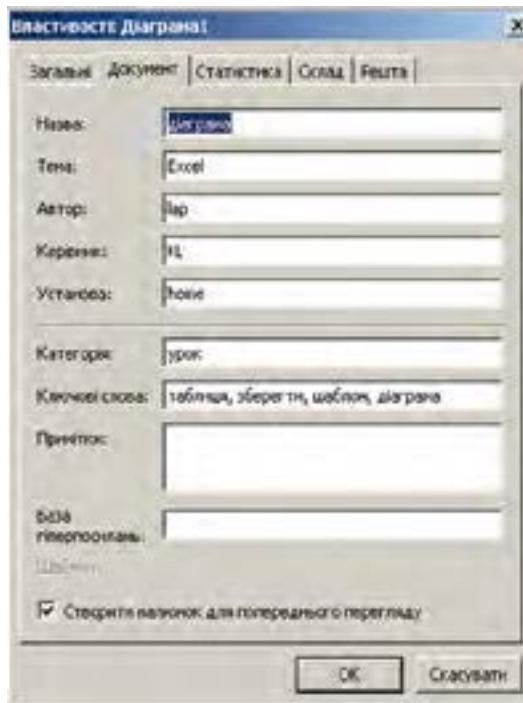 Властивості: Діаграма1
Загальні Документ Статистика Склад Решта
Назва: діаграма
Тема: Excel
Автор: lap
Керівник: KL
Установа: home
Категорія: урок
Ключові слова: таблиця, зберегти, шаблон, діаграма
Примітки:
База
гіперпосилань:
Шаблон:
Створити малюнок для попереднього перегляду
OK Скасувати